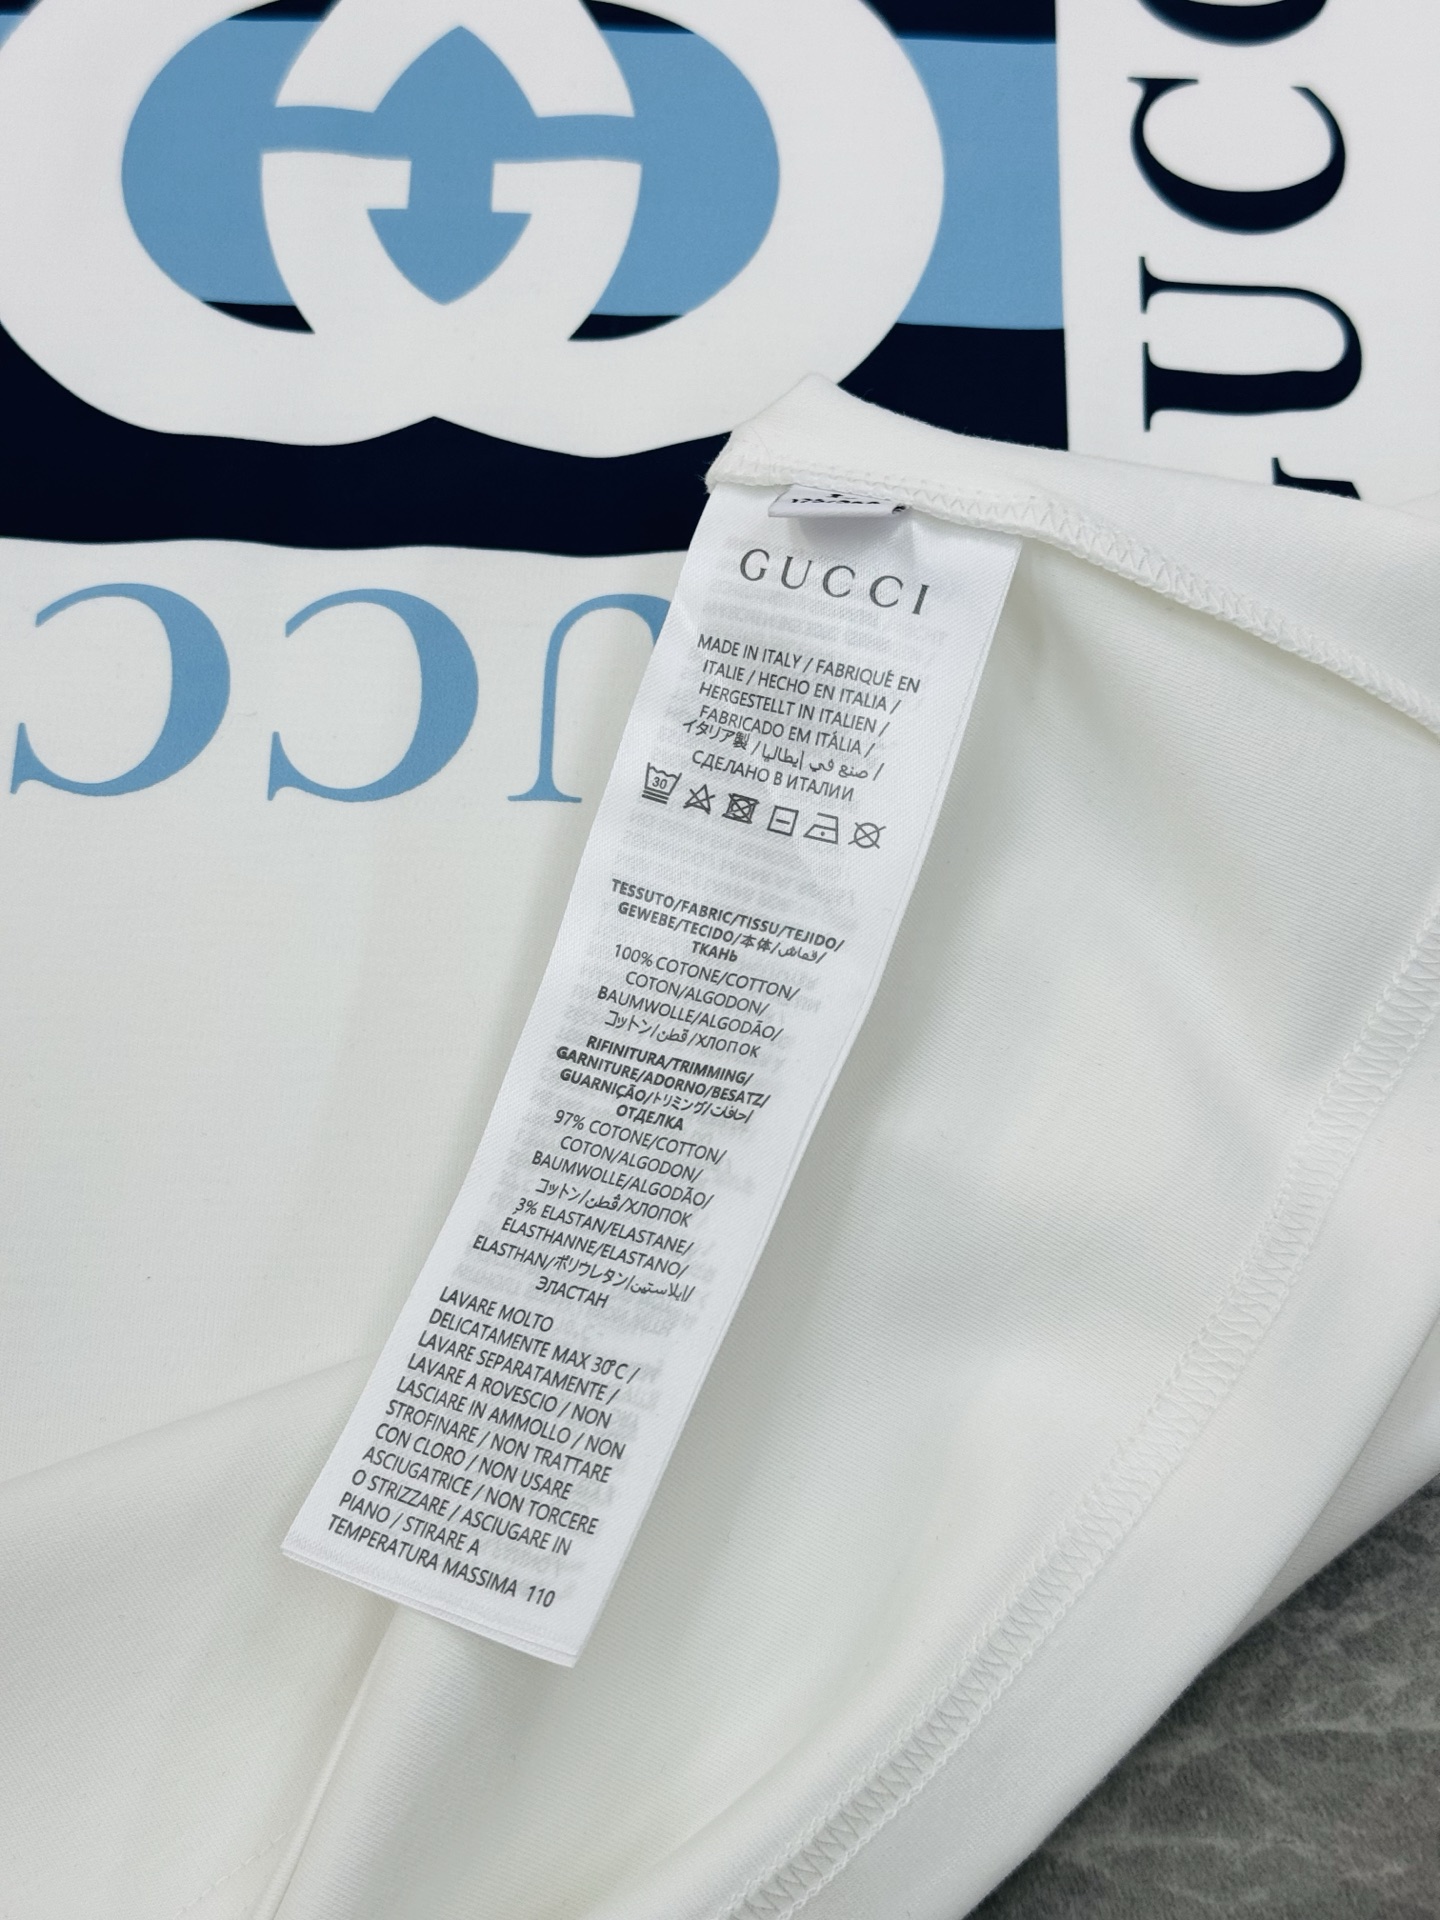 GUCCI
GUCC
GUCCI
MADE IN ITALY / FABRIQUÉ EN
ITALIE / HECHO EN ITALIA /
HERGESTELLT IN ITALIEN /
FABRICADO EM ITÁLIA /
イタリア製 / صنع في إيطاليا /
СДЕЛАНО В ИТАЛИИ
30
TESSUTO/FABRIC/TISSU/TEJIDO/
GEWEBE/TECIDO/本体/قماش/
ТКАНЬ
100% COTONE/COTTON/
COTON/ALGODON/
BAUMWOLLE/ALGODÃO/
コットン/قطن/ХЛОПОК
RIFINITURA/TRIMMING/
GARNITURE/ADORNO/BESATZ/
GUARNIÇÃO/トリミング/حافات/
ОТДЕЛКА
97% COTONE/COTTON/
COTON/ALGODON/
BAUMWOLLE/ALGODÃO/
コットン/قطن/ХЛОПОК
3% ELASTAN/ELASTANE/
ELASTHANNE/ELASTANO/
ELASTHAN/ポリウレタン/إيلاستين/
ЭЛАСТАН
LAVARE MOLTO
DELICATAMENTE MAX 30°C /
LAVARE SEPARATAMENTE /
LAVARE A ROVESCIO / NON
LASCIARE IN AMMOLLO / NON
STROFINARE / NON TRATTARE
CON CLORO / NON USARE
ASCIUGATRICE / NON TORCERE
O STRIZZARE / ASCIUGARE IN
PIANO / STIRARE A
TEMPERATURA MASSIMA 110